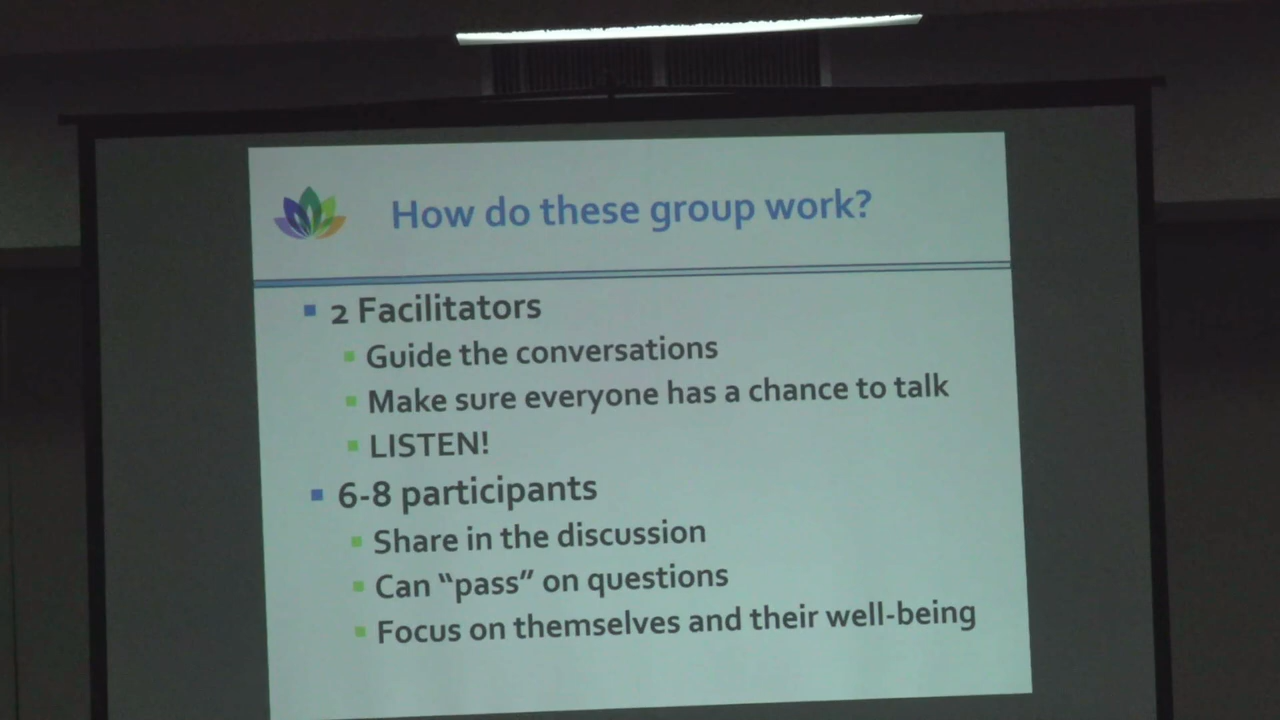 How do these group work?
2 Facilitators
Guide the conversations
Make sure everyone has a chance to talk
LISTEN!
6-8 participants
Share in the discussion
Can “pass” on questions
Focus on themselves and their well-being